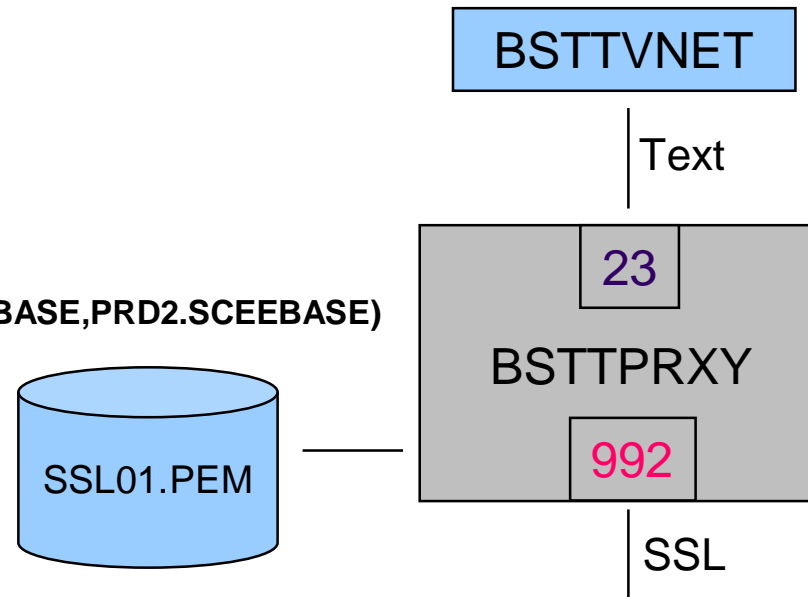 BSTTVNET
Text
23
BASE,PRD2.SCEEBASE)
BSTTPRXY
992
SSL01.PEM
SSL